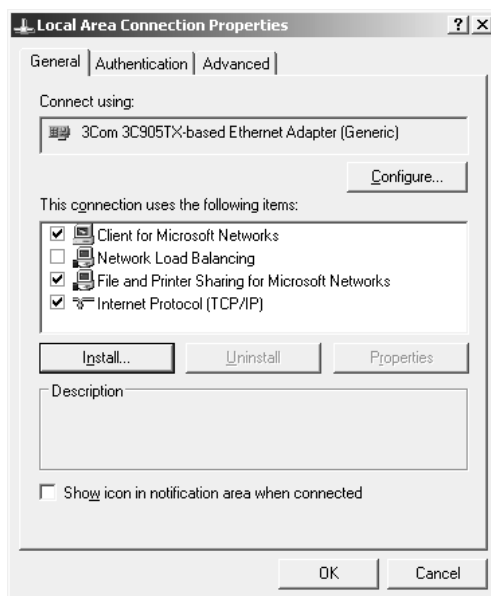 Local Area Connection Properties ? X
General Authentication Advanced
Connect using:
3Com 3C905TX-based Ethernet Adapter (Generic)
Configure...
This connection uses the following items:
Client for Microsoft Networks
Network Load Balancing
File and Printer Sharing for Microsoft Networks
Internet Protocol (TCP/IP)
Install... Uninstall Properties
Description
Show icon in notification area when connected
OK Cancel